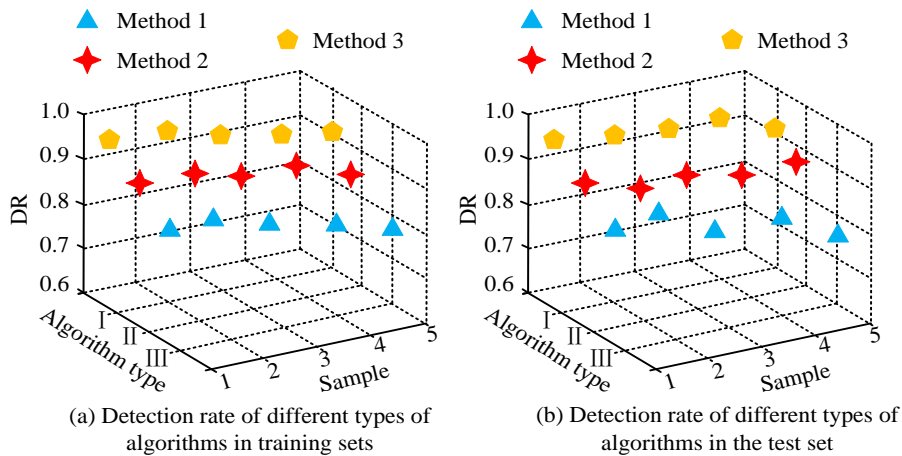 Method 1
Method 2
Method 3
1.0
0.9
0.8
0.7
0.6
DR
I
II
III
Algorithm type
1
2
3
4
5
Sample
(a) Detection rate of different types of
algorithms in training sets
Method 1
Method 2
Method 3
1.0
0.9
0.8
0.7
0.6
DR
I
II
III
Algorithm type
1
2
3
4
5
Sample
(b) Detection rate of different types of
algorithms in the test set